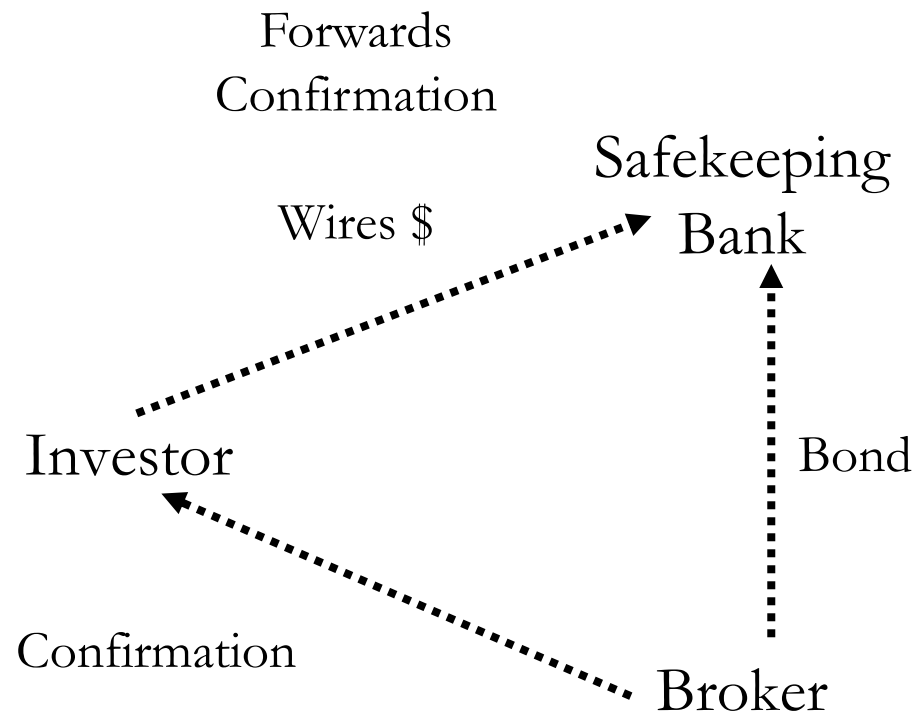 Forwards
Confirmation
Safekeeping
Bank
Wires $
Investor
Bond
Confirmation
Broker